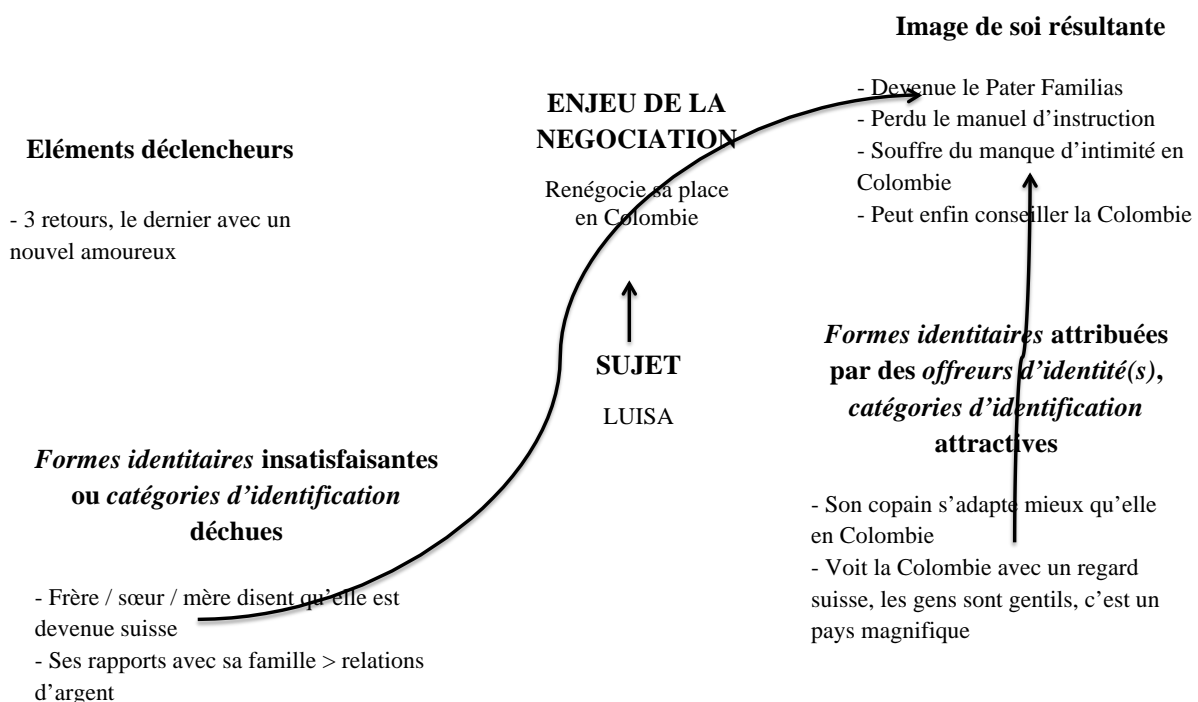 Image de soi résultante
- Devenue le Pater Familias
- Perdu le manuel d’instruction
- Souffre du manque d’intimité en
Colombie
- Peut enfin conseiller la Colombie
ENJEU DE LA
NEGOCIATION
Renégocie sa place
en Colombie
Eléments déclencheurs
- 3 retours, le dernier avec un
nouvel amoureux
SUJET
LUISA
Formes identitaires attribuées
par des offreurs d’identité(s),
catégories d’identification
attractives
- Son copain s’adapte mieux qu’elle
en Colombie
- Voit la Colombie avec un regard
suisse, les gens sont gentils, c’est un
pays magnifique
Formes identitaires insatisfaisantes
ou catégories d’identification
déchues
- Frère / sœur / mère disent qu’elle est
devenue suisse
- Ses rapports avec sa famille > relations
d’argent